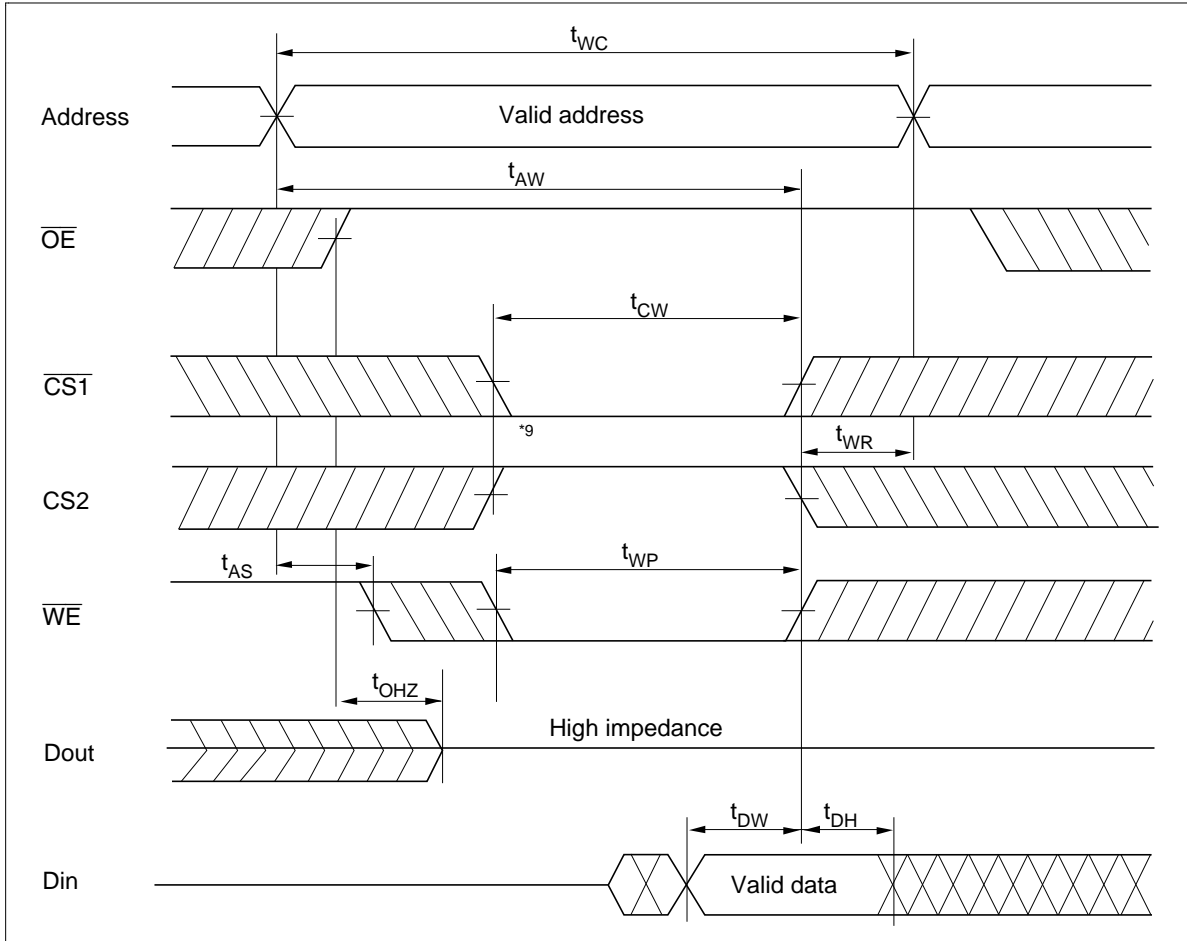 tWC
Address
Valid address
tAW
OE
tCW
CS1
*9
tWR
CS2
tAS
tWP
WE
tOHZ
High impedance
Dout
tDW
tDH
Din
Valid data